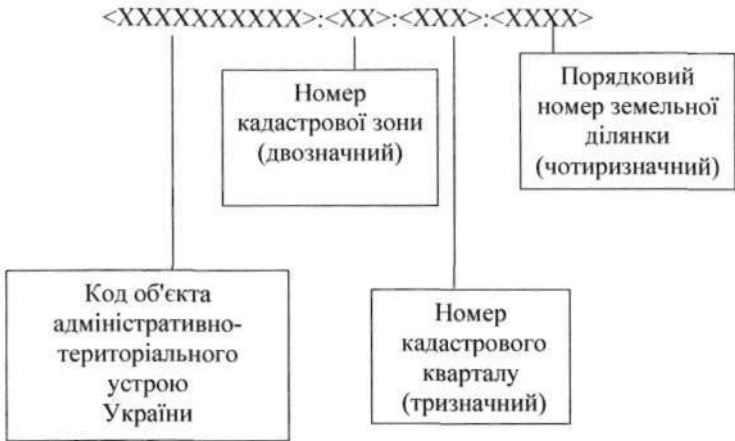 <XXXXXXXXXX>:<XX>:<XXX>:<XXXX>
Номер
кадастрової зони
(двозначний)
Порядковий
номер земельної
ділянки
(чотиризначний)
Код об'єкта
адміністративно-
територіального
устрою
України
Номер
кадастрового
кварталу
(тризначний)